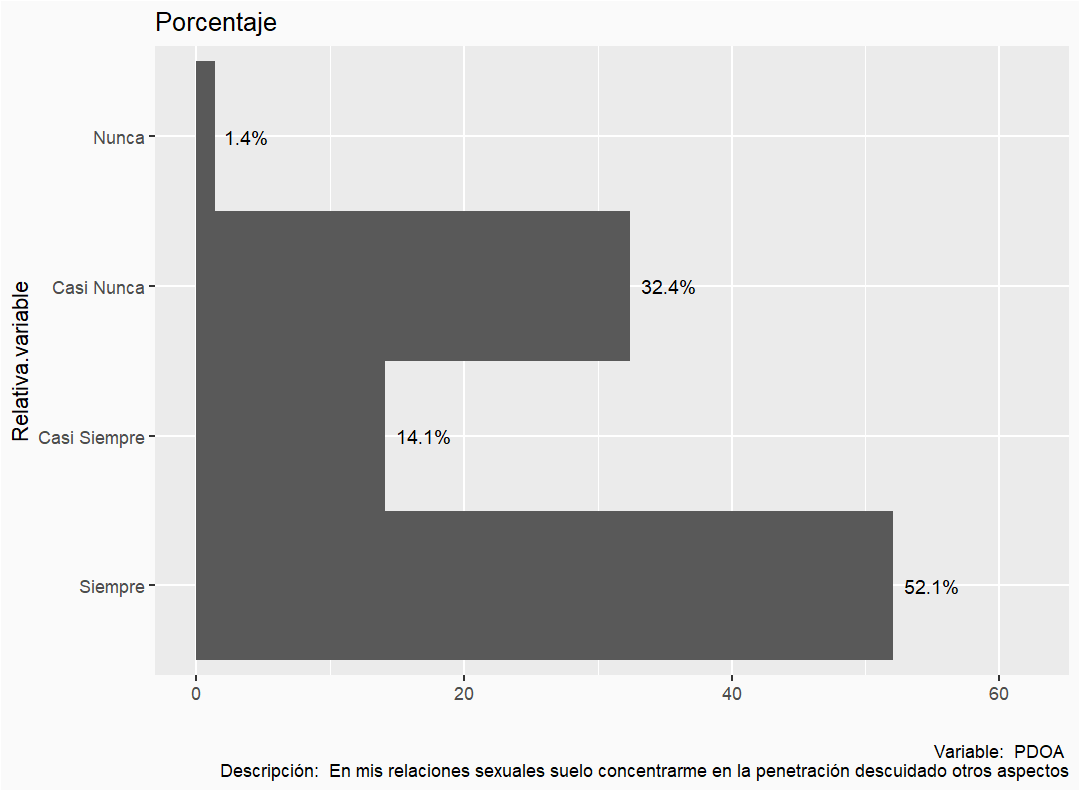 Porcentaje
Nunca
1.4%
Casi Nunca
32.4%
Relativa.variable
Casi Siempre
14.1%
Siempre
52.1%
0 20 40 60
Variable: PDOA
Descripción: En mis relaciones sexuales suelo concentrarme en la penetración descuidado otros aspectos